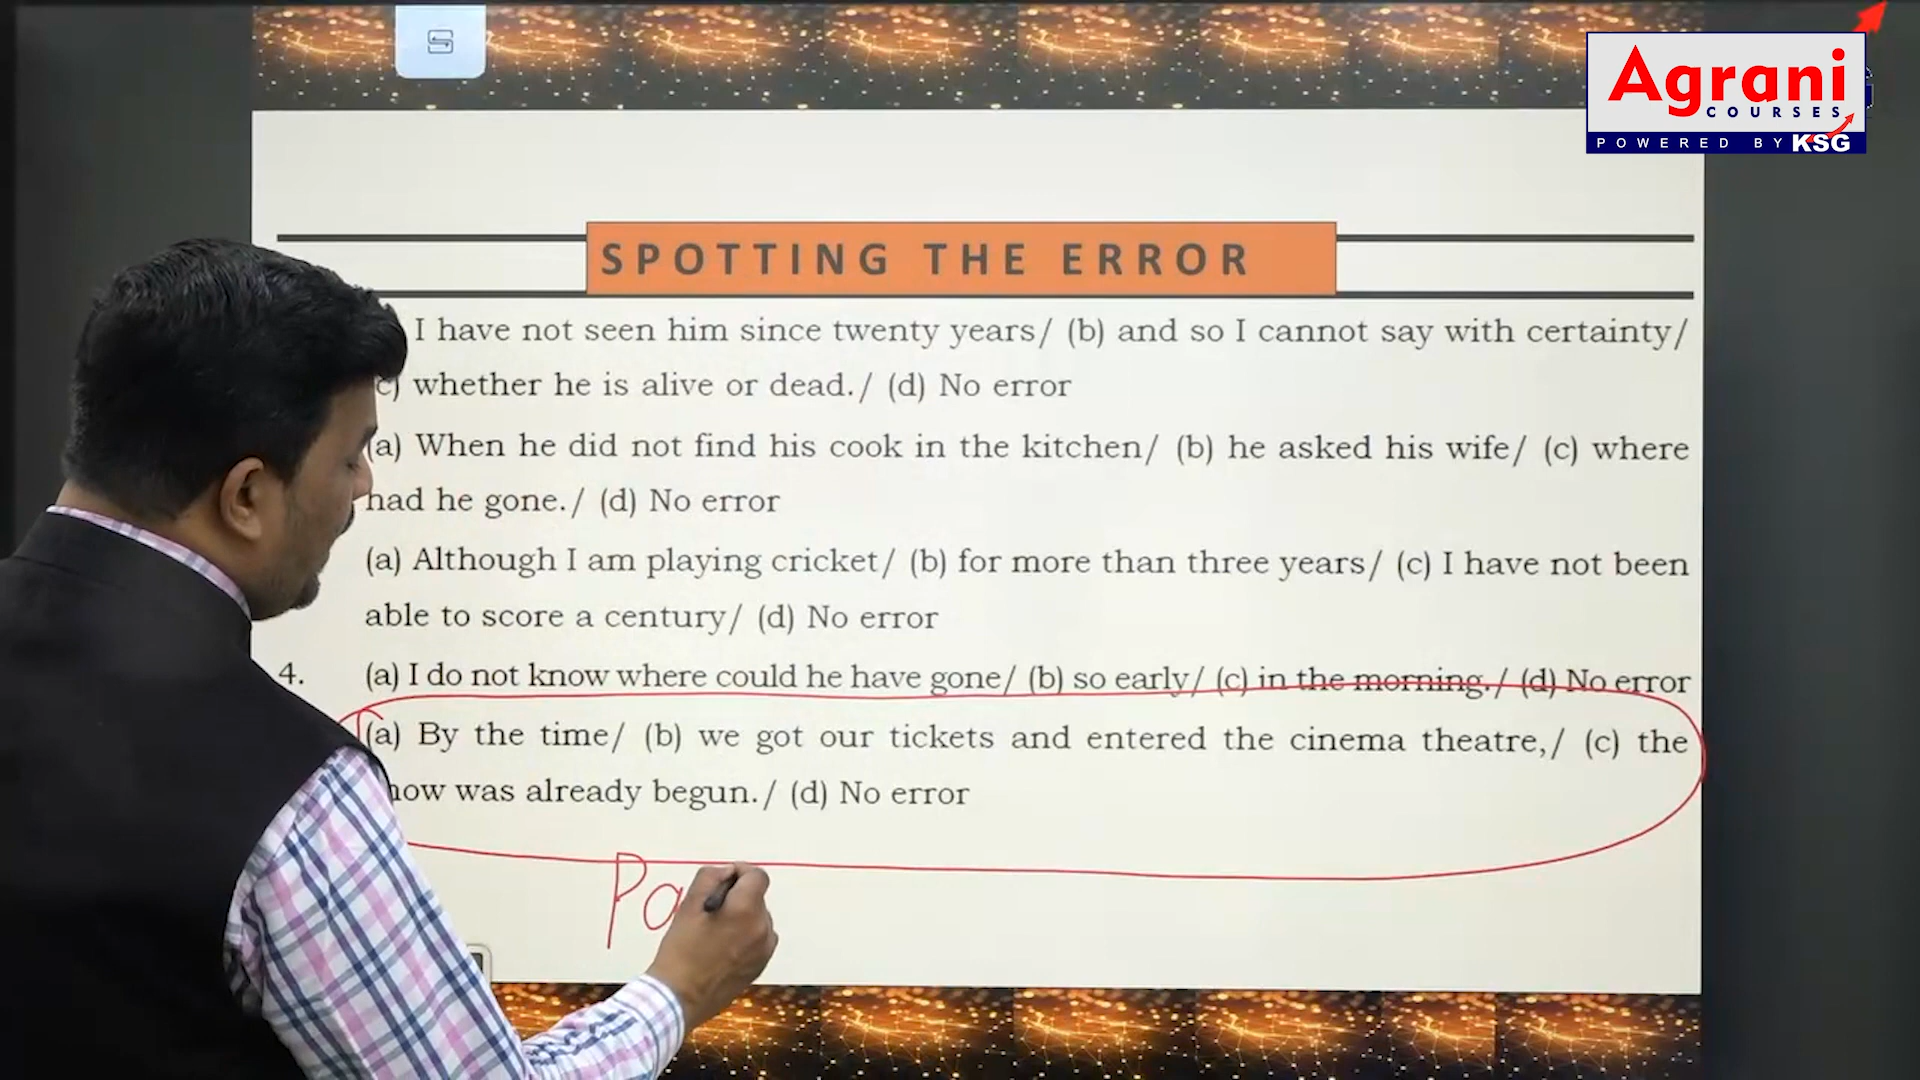 Agrani
COURSES
POWERED BY KSG
SPOTTING THE ERROR
I have not seen him since twenty years/ (b) and so I cannot say with certainty/
c) whether he is alive or dead./ (d) No error
(a) When he did not find his cook in the kitchen/ (b) he asked his wife/ (c) where
had he gone./ (d) No error
(a) Although I am playing cricket/ (b) for more than three years/ (c) I have not been
able to score a century/ (d) No error
4. (a) I do not know where could he have gone/ (b) so early/ (c) in the morning./ (d) No error
(a) By the time/ (b) we got our tickets and entered the cinema theatre,/ (c) the
how was already begun./ (d) No error
Pa